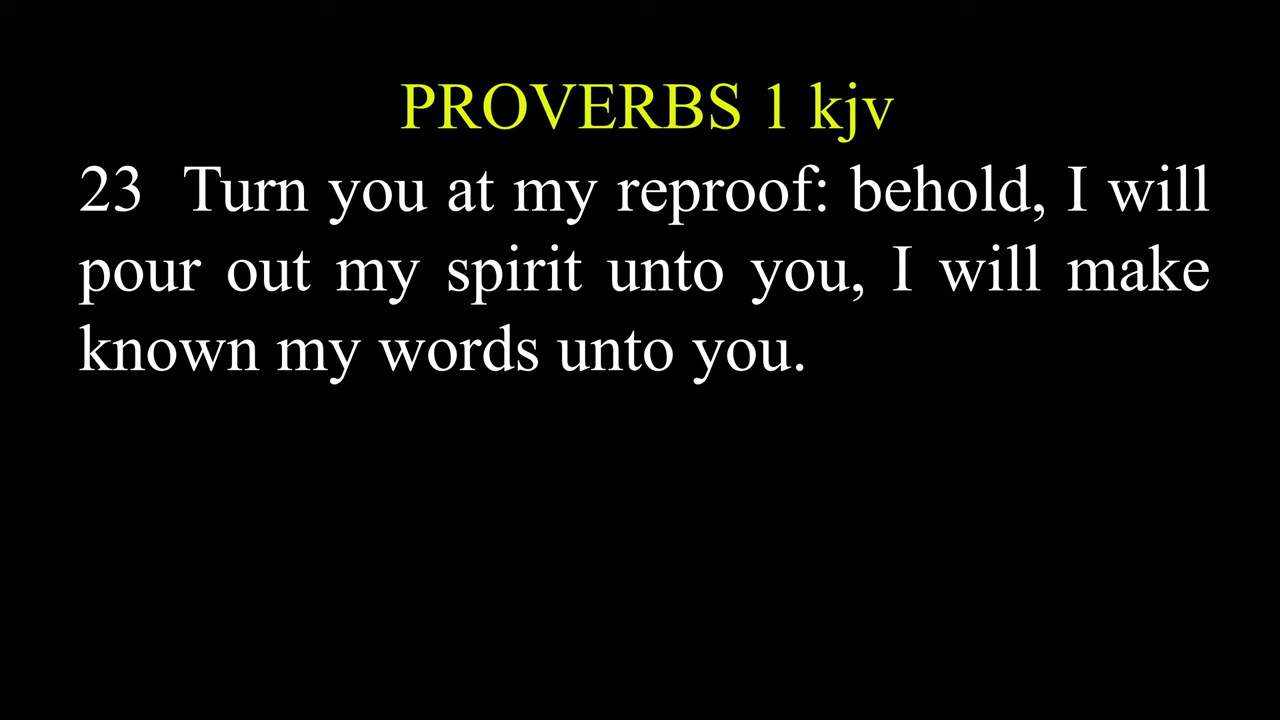 PROVERBS 1 kjv
23 Turn you at my reproof: behold, I will
pour out my spirit unto you, I will make
known my words unto you.